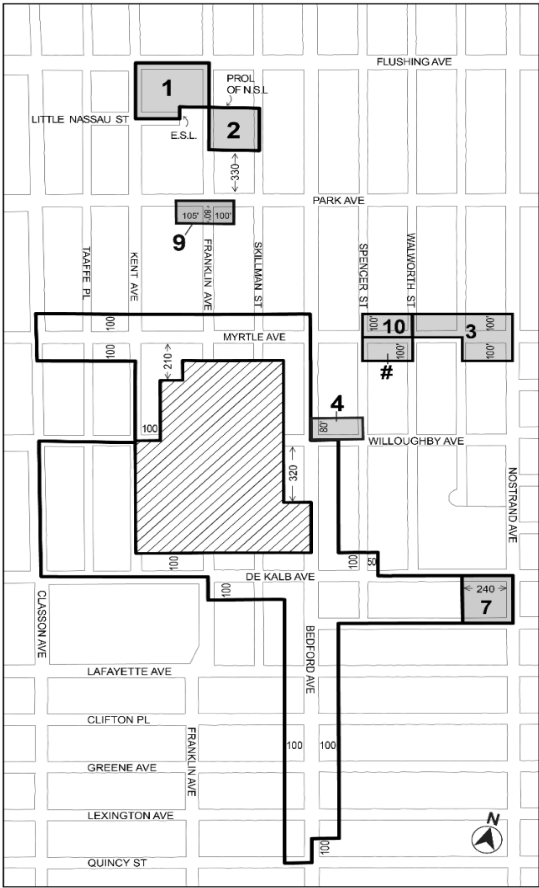 FLUSHING AVE
1
PROL
OF N.S.L
LITTLE NASSAU ST
E.S.L.
2
330
PARK AVE
105'
80'
100'
9
TAAFFE PL
KENT AVE
FRANKLIN AVE
SKILLMAN ST
SPENCER ST
WALWORTH ST
100
MYRTLE AVE
100'
10
100'
3
100
210
100'
100'
#
4
100
80'
WILLOUGHBY AVE
320
NOSTRAND AVE
100
100
50
DE KALB AVE
100
240
7
CLASSON AVE
BEDFORD AVE
LAFAYETTE AVE
CLIFTON PL
FRANKLIN AVE
100
100
GREENE AVE
LEXINGTON AVE
100
N
QUINCY ST